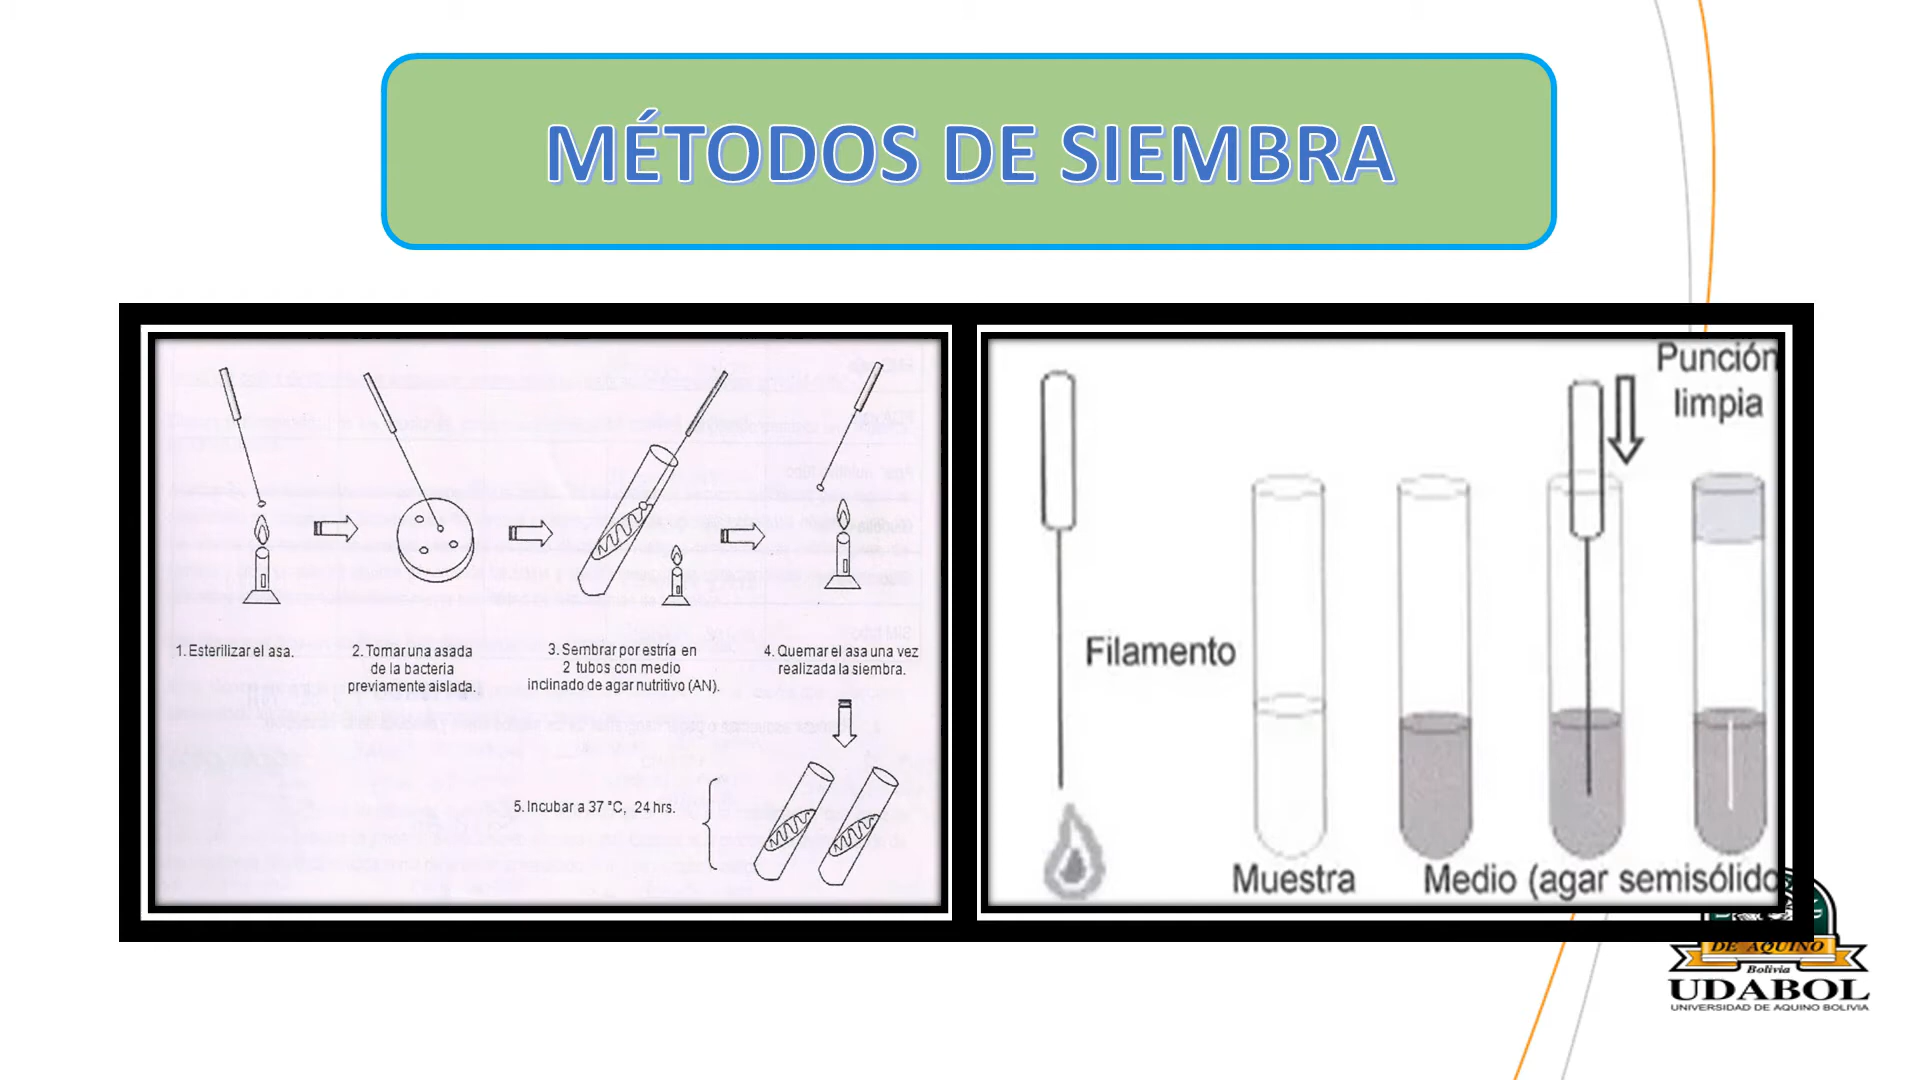 MÉTODOS DE SIEMBRA
1. Esterilizar el asa.
2. Tomar una asada
de la bacteria
previamente aislada.
3. Sembrar por estría en
2 tubos con medio
inclinado de agar nutritivo (AN).
4. Quemar el asa una vez
realizada la siembra.
5. Incubar a 37 °C, 24 hrs.
Punción
limpia
Filamento
Muestra
Medio (agar semisólido
DE AQUINO
Bolivia
UDABOL
UNIVERSIDAD DE AQUINO BOLIVIA